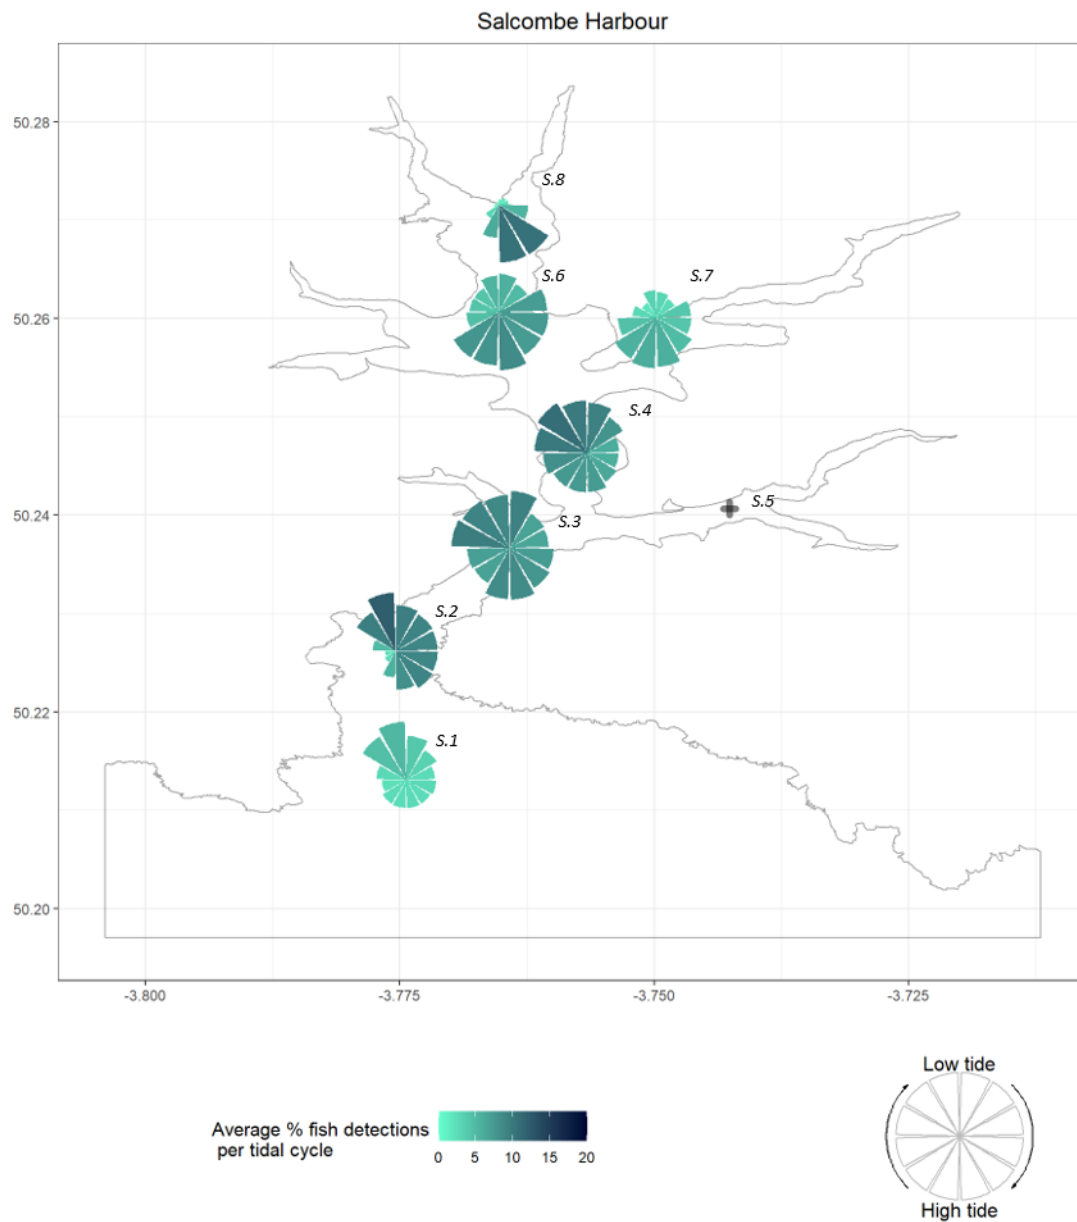 Salcombe Harbour
50.28
S.8
S.6
S.7
50.26
S.4
S.5
50.24
S.3
S.2
50.22
S.1
50.20
-3.800
-3.775
-3.750
-3.725
Low tide
Average % fish detections
per tidal cycle
0
5
10
15
20
High tide